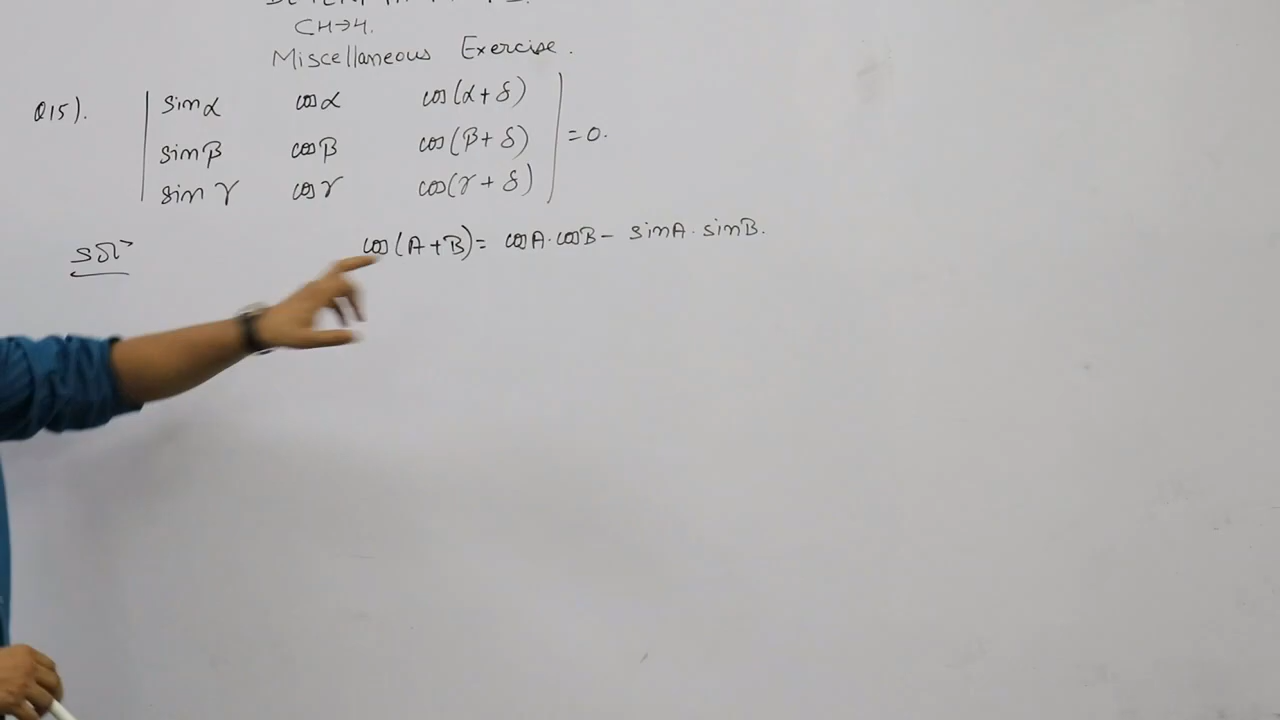 CH→4.
Miscellaneous Exercise.
Q15). | sinα cosα cos(α+δ) |
| sinβ cosβ cos(β+δ) | =0.
| sinγ cosγ cos(γ+δ) |
Solⁿ cos(A+B)= cosA·cosB− sinA·sinB.